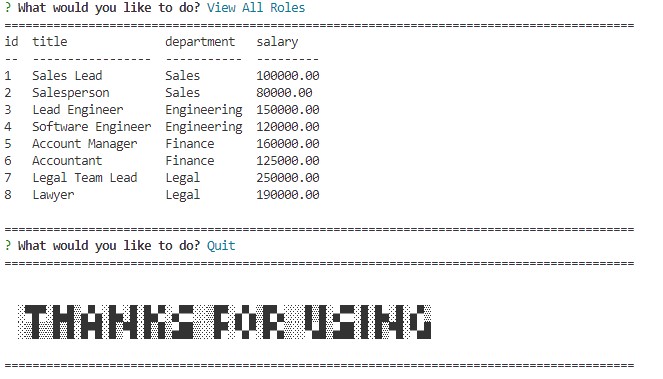 ? What would you like to do? View All Roles
==========================================================================================
id  title              department   salary
--  -----------------  -----------  ---------
1   Sales Lead         Sales        100000.00
2   Salesperson        Sales        80000.00
3   Lead Engineer      Engineering  150000.00
4   Software Engineer  Engineering  120000.00
5   Account Manager    Finance      160000.00
6   Accountant         Finance      125000.00
7   Legal Team Lead    Legal        250000.00
8   Lawyer             Legal        190000.00
==========================================================================================
? What would you like to do? Quit
==========================================================================================
THANKS FOR USING
==========================================================================================